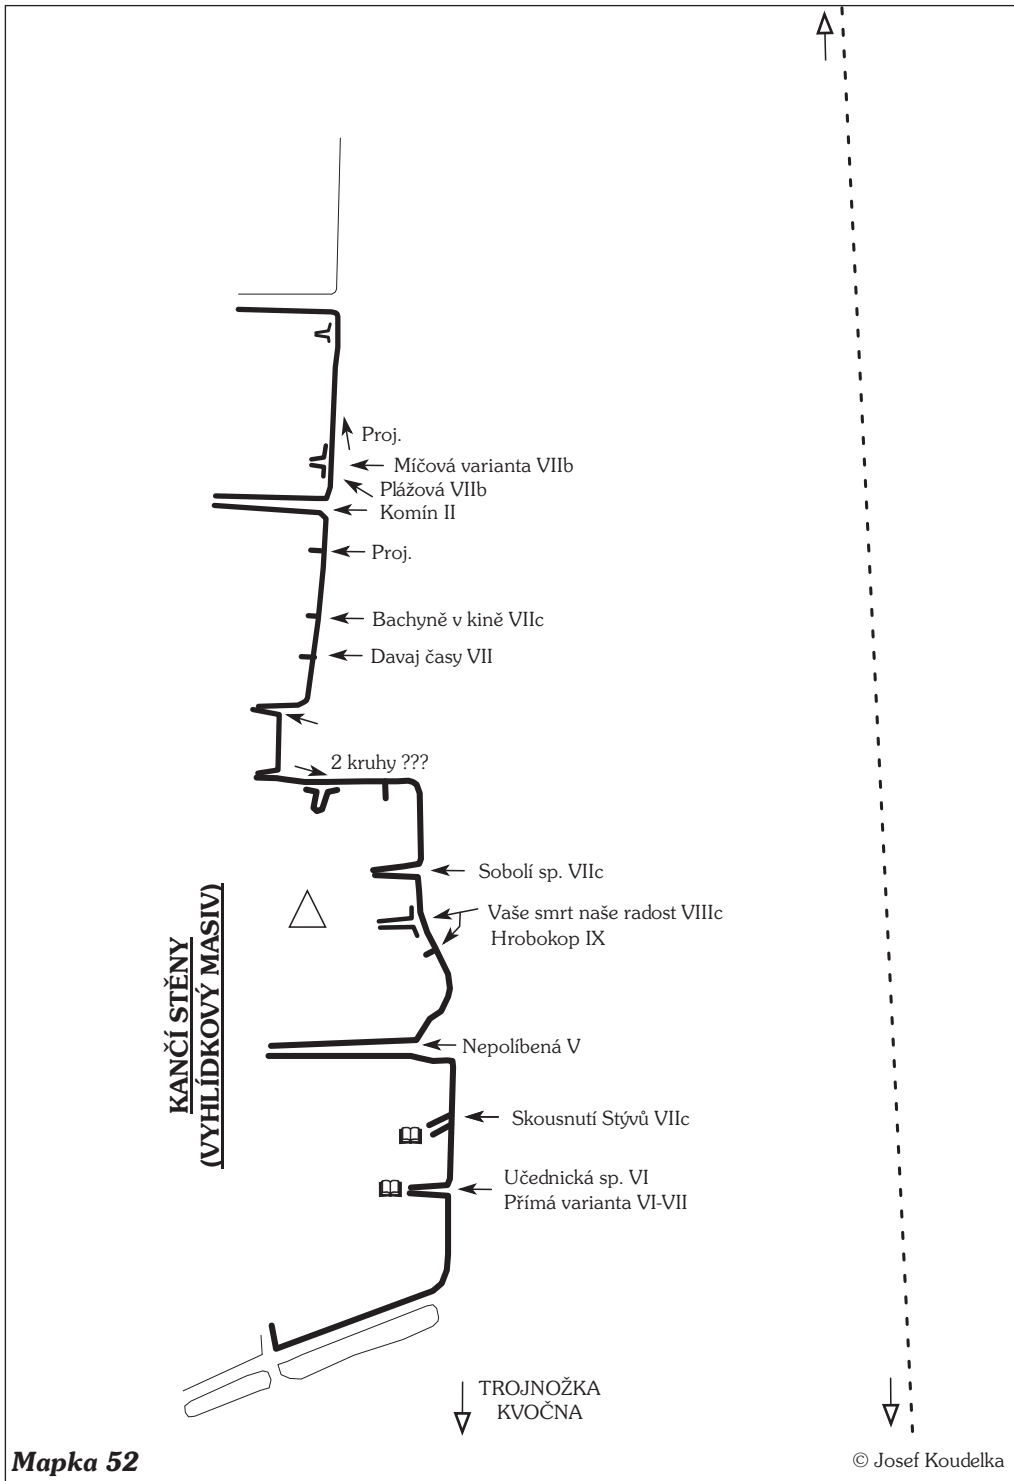 Proj.
Míčová varianta VIIb
Plážová VIIb
Komín II
Proj.
Bachyně v kině VIIc
Davaj časy VII
2 kruhy ???
Sobolí sp. VIIc
Vaše smrt naše radost VIIIc
Hrobokop IX
KANČÍ STĚNY
(VYHLÍDKOVÝ MASIV)
Nepolíbená V
Skousnutí Stývů VIIc
Učednická sp. VI
Přímá varianta VI-VII
TROJNOŽKA
KVOČNA
Mapka 52
© Josef Koudelka